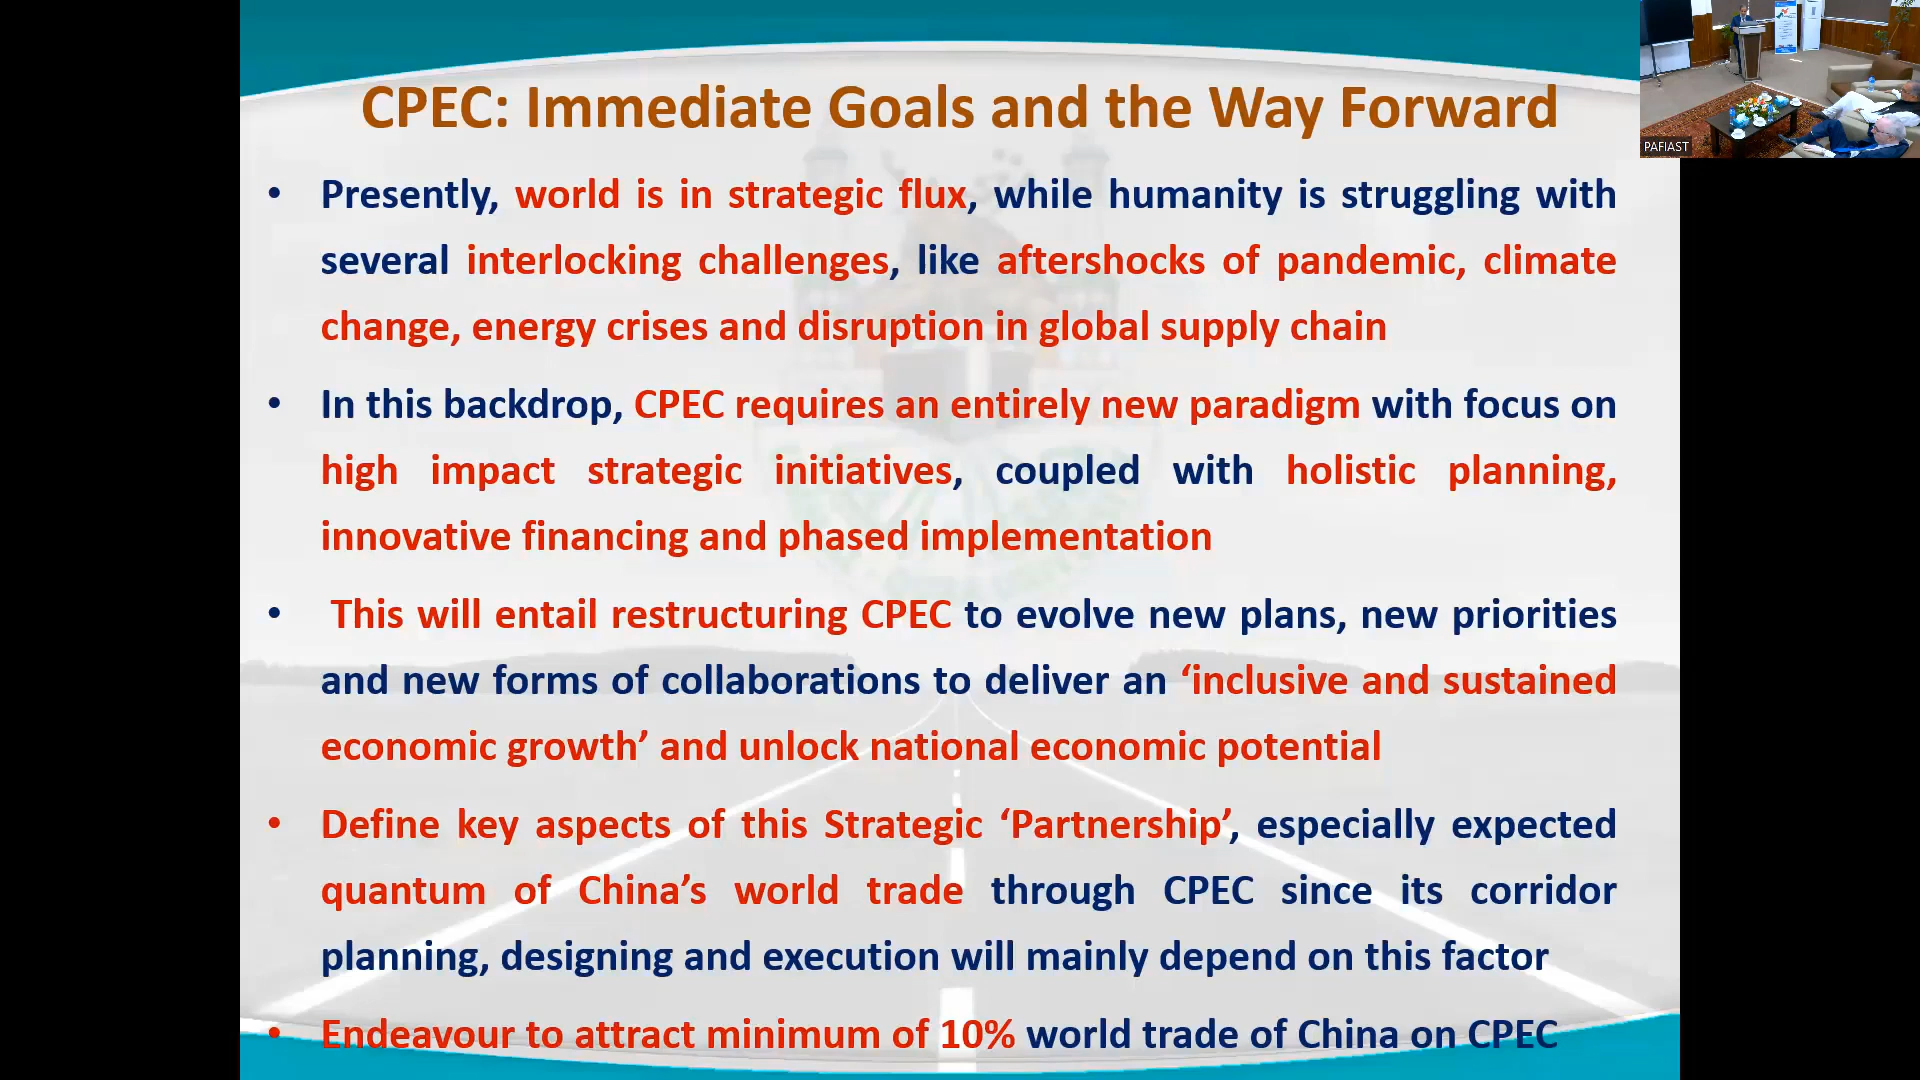 CPEC: Immediate Goals and the Way Forward
PAFIAST
• Presently, world is in strategic flux, while humanity is struggling with
several interlocking challenges, like aftershocks of pandemic, climate
change, energy crises and disruption in global supply chain
• In this backdrop, CPEC requires an entirely new paradigm with focus on
high impact strategic initiatives, coupled with holistic planning,
innovative financing and phased implementation
• This will entail restructuring CPEC to evolve new plans, new priorities
and new forms of collaborations to deliver an ‘inclusive and sustained
economic growth’ and unlock national economic potential
• Define key aspects of this Strategic ‘Partnership’, especially expected
quantum of China’s world trade through CPEC since its corridor
planning, designing and execution will mainly depend on this factor
• Endeavour to attract minimum of 10% world trade of China on CPEC